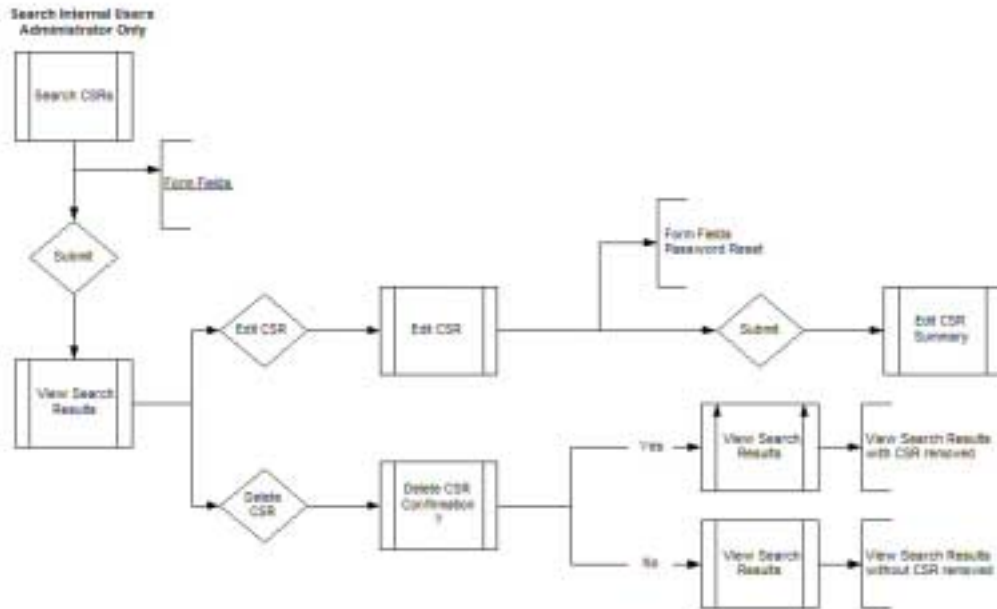 Search Internal Users
Administrator Only
Search CSRs
Form Fields
Submit
Form Fields
Password Reset
Edit CSR
Edit CSR
Submit
Edit CSR
Summary
View Search
Results
Yes
View Search
Results
View Search Results
with CSR removed
Delete
CSR
Delete CSR
Confirmation
?
No
View Search
Results
View Search Results
without CSR removed